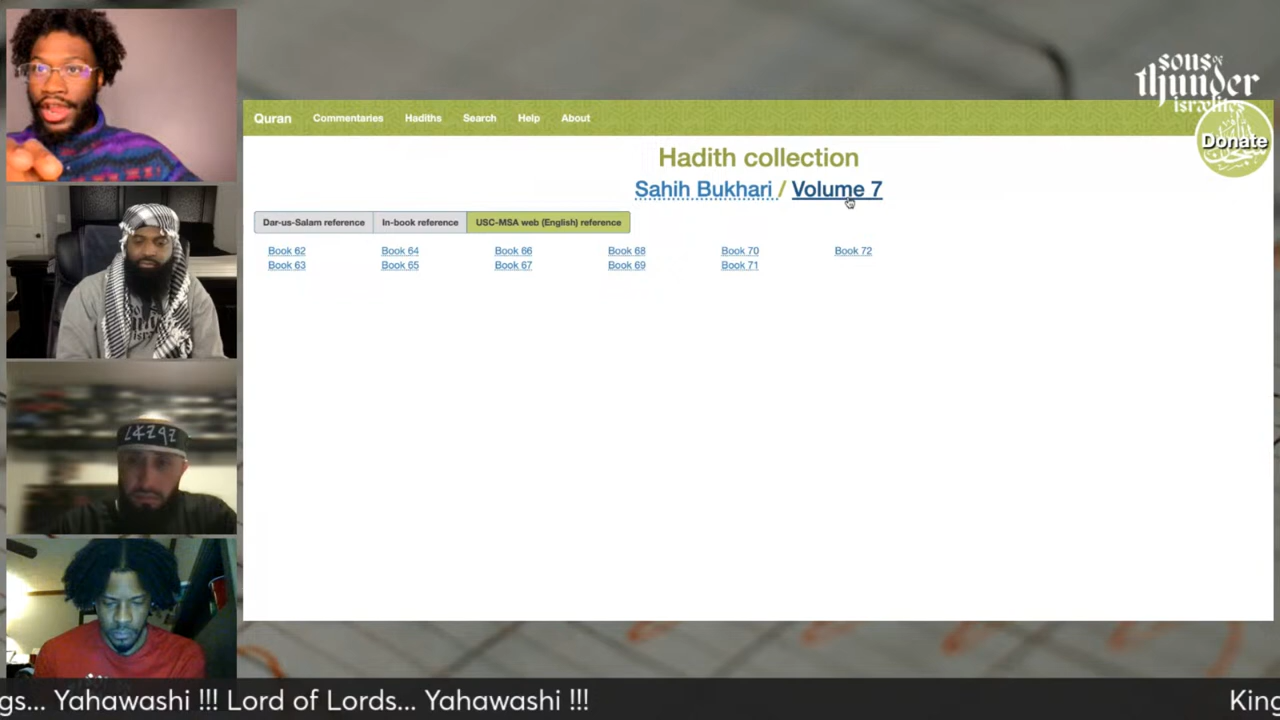 sons of
thunder
israelites
Quran Commentaries Hadiths Search Help About
Donate
Hadith collection
Sahih Bukhari / Volume 7
Dar-us-Salam reference In-book reference USC-MSA web (English) reference
Book 62 Book 64 Book 66 Book 68 Book 70 Book 72
Book 63 Book 65 Book 67 Book 69 Book 71
gs... Yahawashi !!! Lord of Lords... Yahawashi !!! King